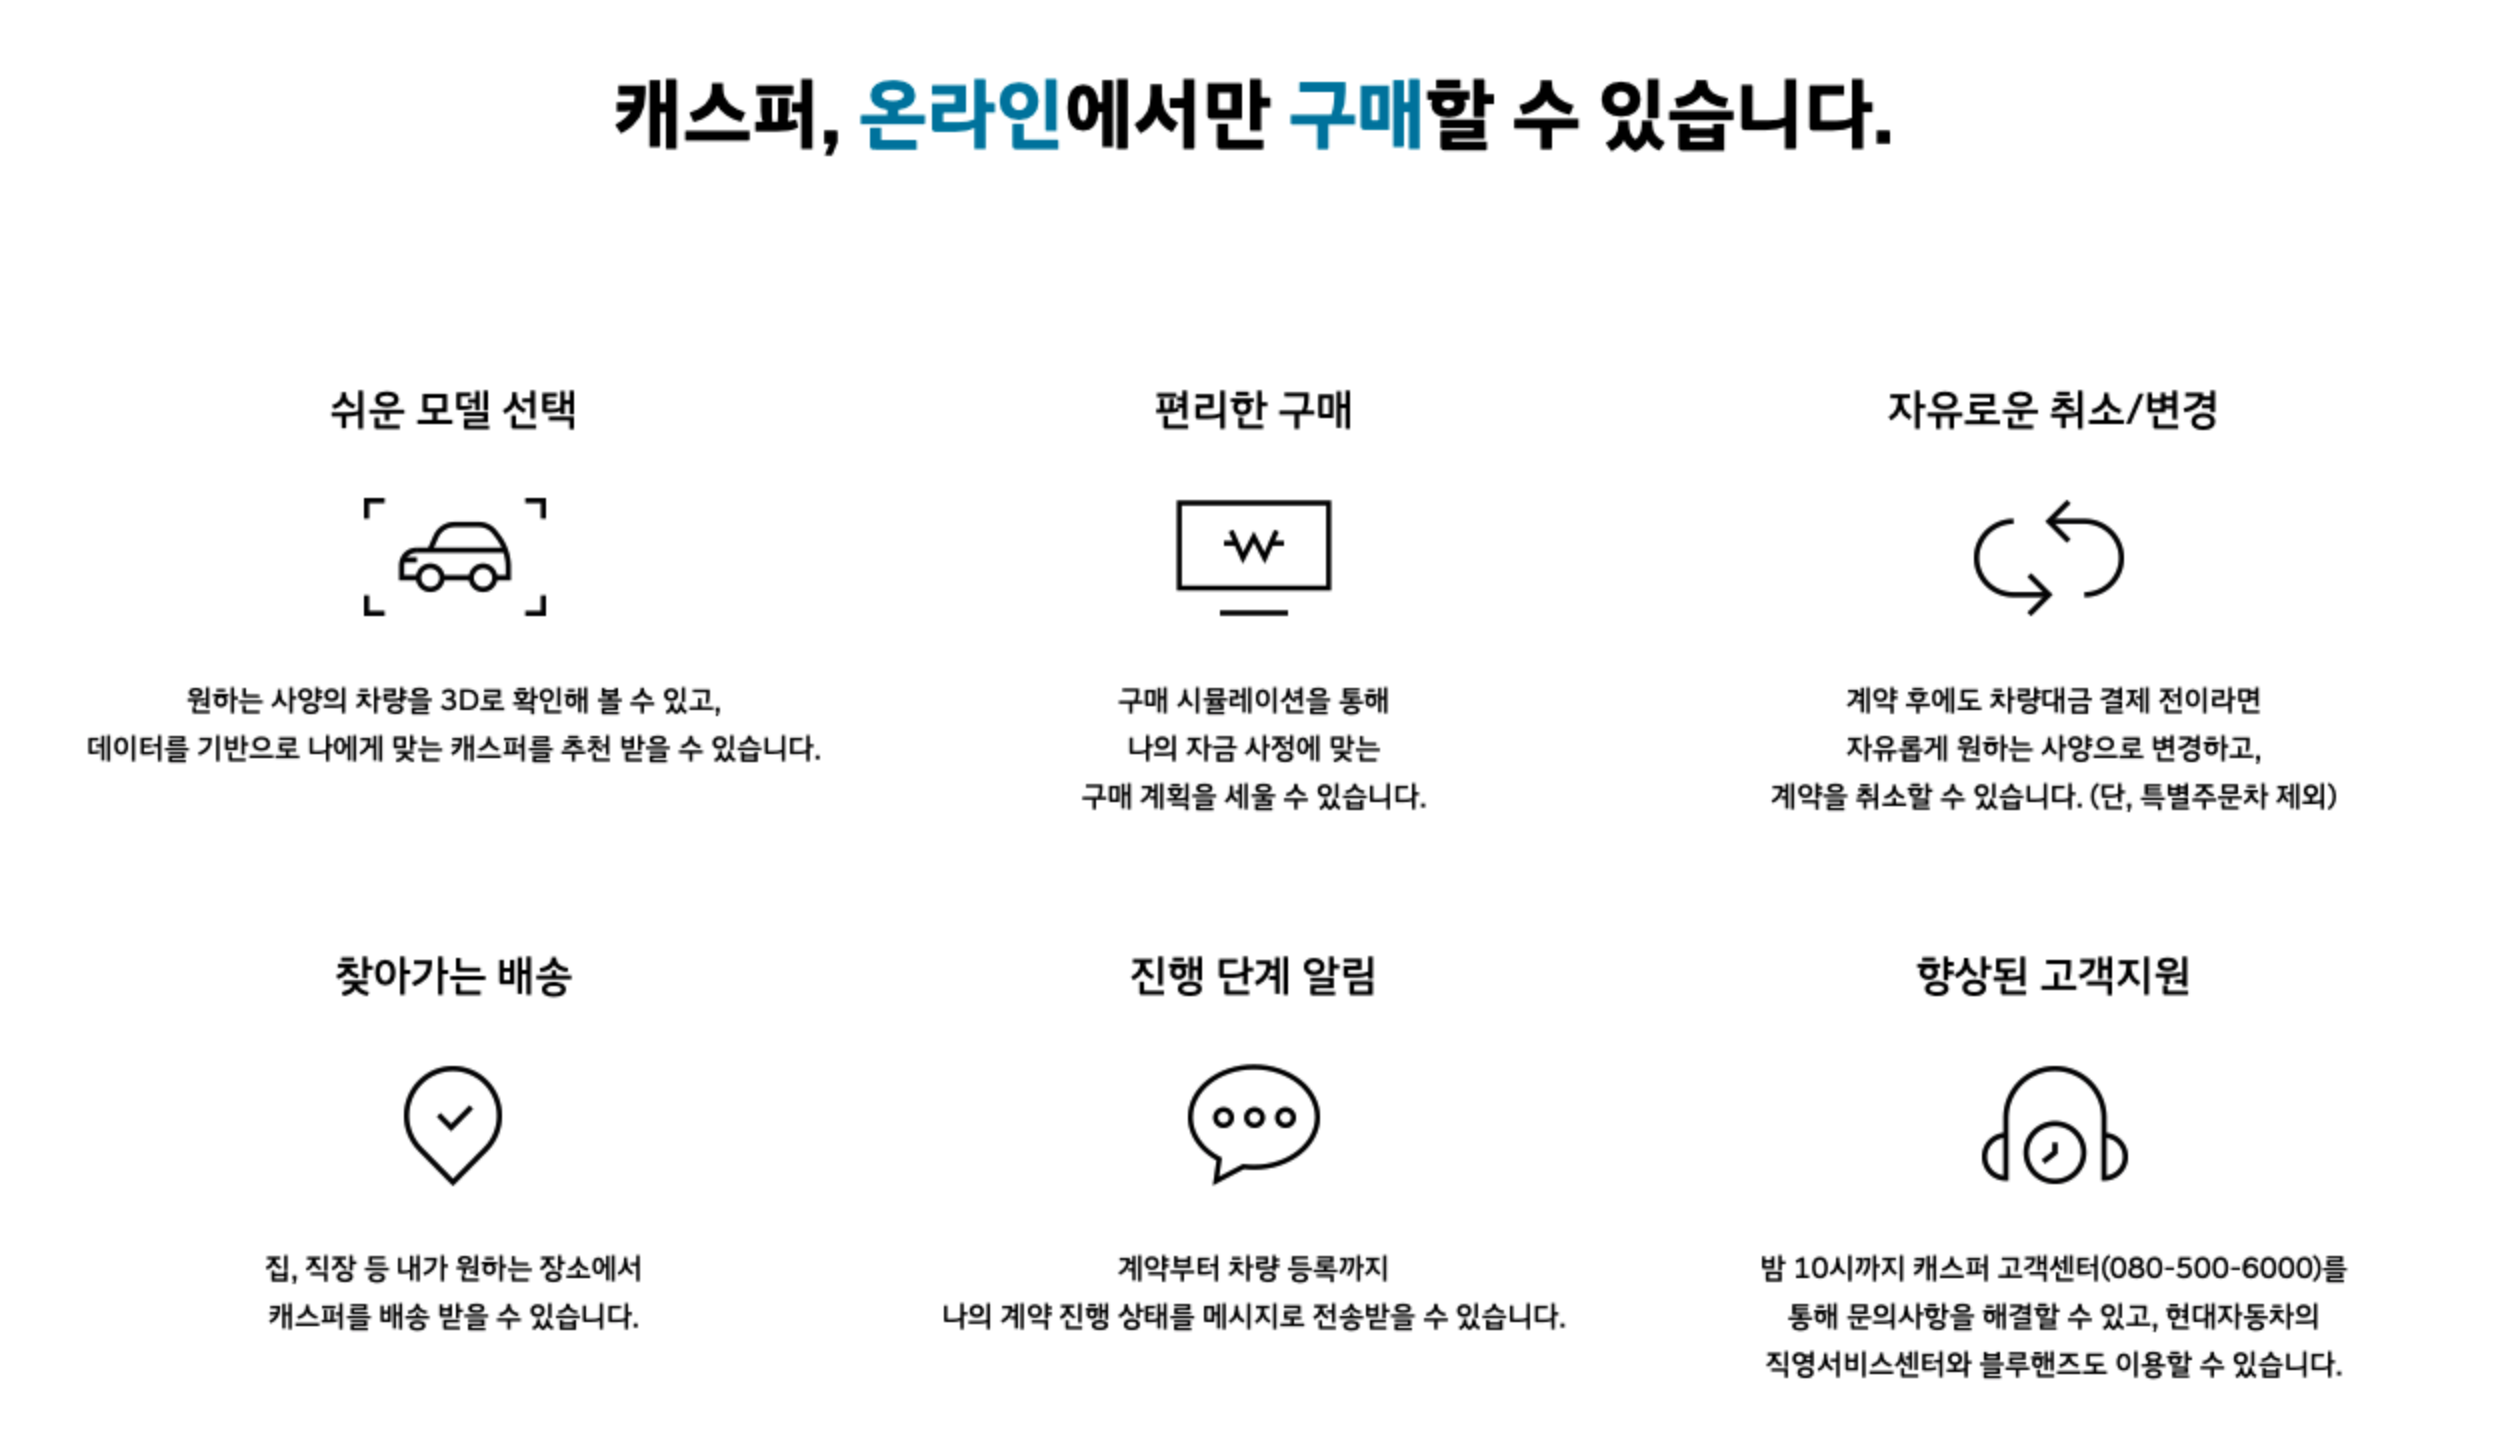 캐스퍼, 온라인에서만 구매할 수 있습니다.
쉬운 모델 선택
원하는 사양의 차량을 3D로 확인해 볼 수 있고,
데이터를 기반으로 나에게 맞는 캐스퍼를 추천 받을 수 있습니다.
편리한 구매
₩
구매 시뮬레이션을 통해
나의 자금 사정에 맞는
구매 계획을 세울 수 있습니다.
자유로운 취소/변경
계약 후에도 차량대금 결제 전이라면
자유롭게 원하는 사양으로 변경하고,
계약을 취소할 수 있습니다. (단, 특별주문차 제외)
찾아가는 배송
집, 직장 등 내가 원하는 장소에서
캐스퍼를 배송 받을 수 있습니다.
진행 단계 알림
계약부터 차량 등록까지
나의 계약 진행 상태를 메시지로 전송받을 수 있습니다.
향상된 고객지원
밤 10시까지 캐스퍼 고객센터(080-500-6000)를
통해 문의사항을 해결할 수 있고, 현대자동차의
직영서비스센터와 블루핸즈도 이용할 수 있습니다.